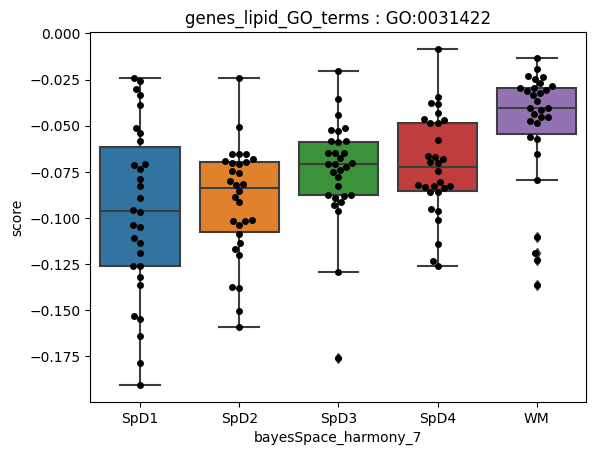 genes_lipid_GO_terms : GO:0031422
0.000
−0.025
−0.050
−0.075
−0.100
−0.125
−0.150
−0.175
score
SpD1 SpD2 SpD3 SpD4 WM
bayesSpace_harmony_7